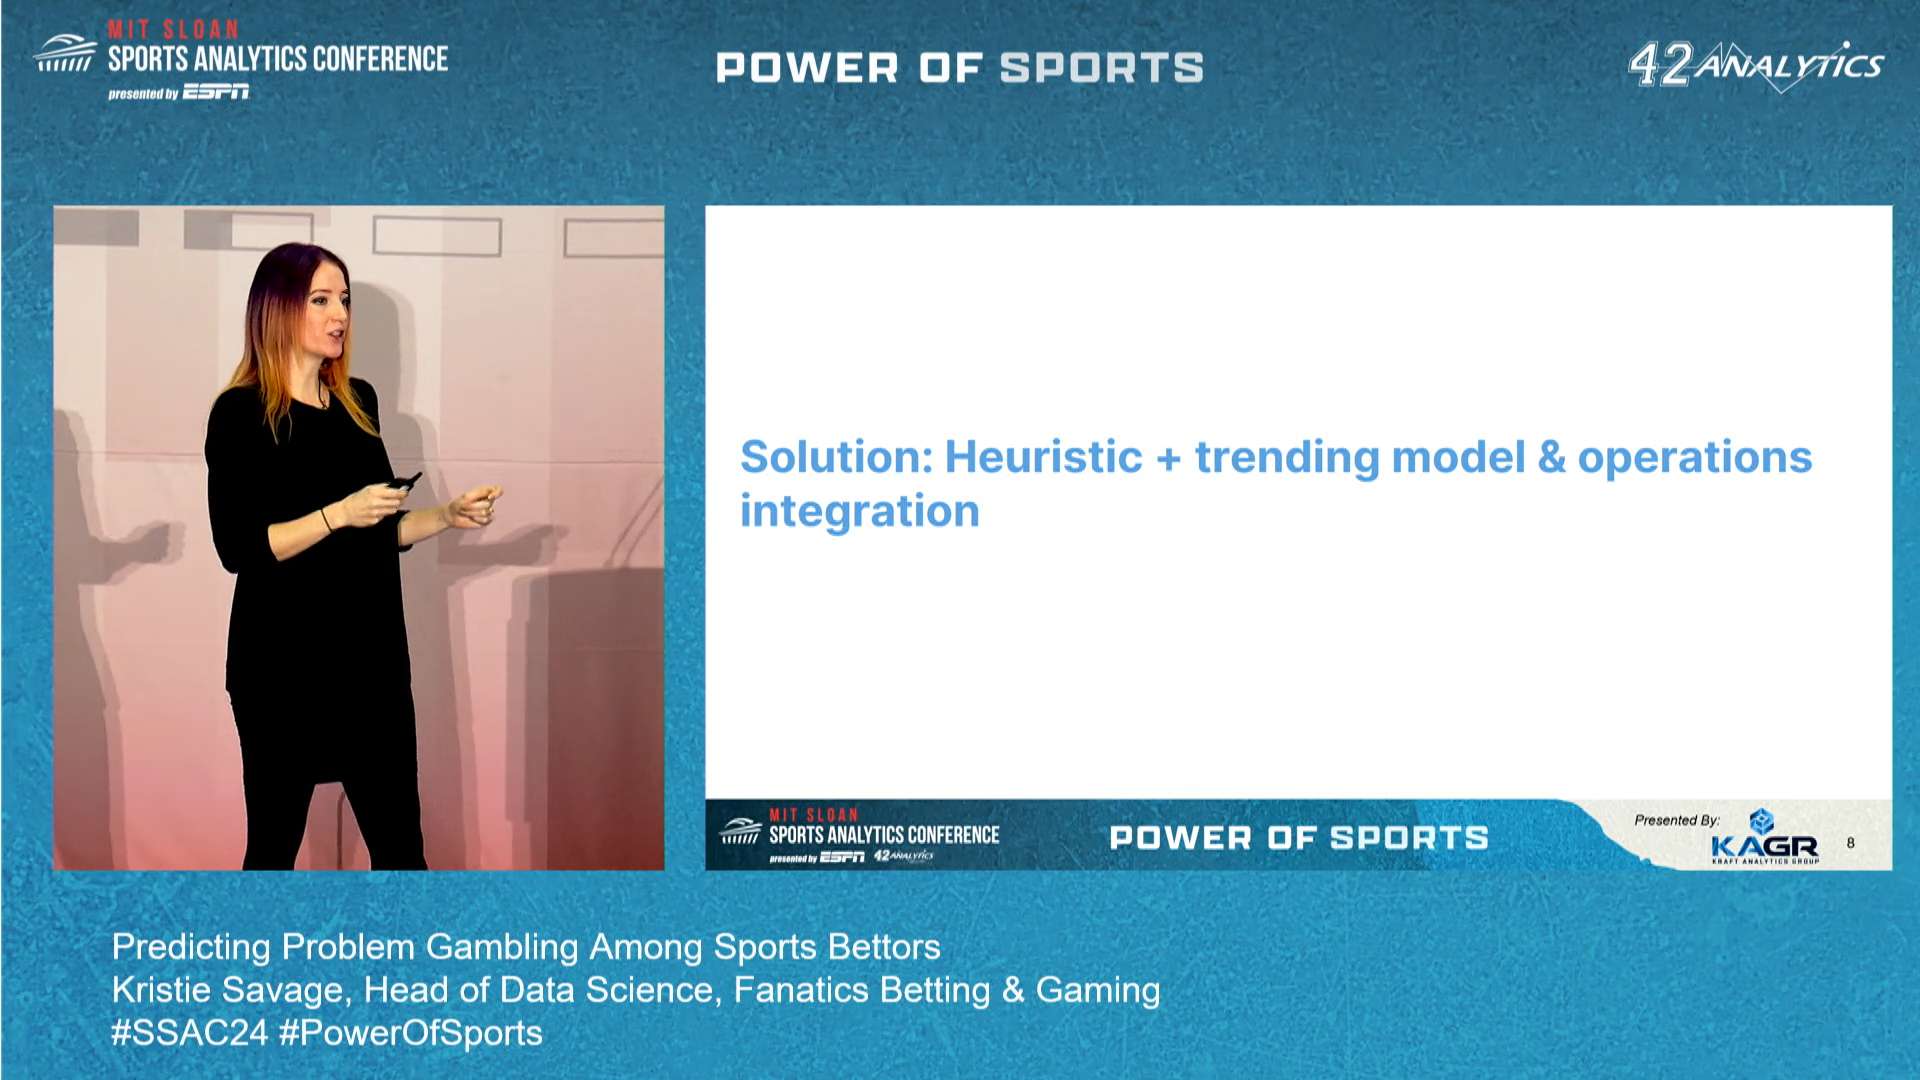 MIT SLOAN
SPORTS ANALYTICS CONFERENCE
presented by ESPN
POWER OF SPORTS
42 ANALYTICS
Solution: Heuristic + trending model & operations
integration
MIT SLOAN
SPORTS ANALYTICS CONFERENCE
presented by ESPN 42 ANALYTICS
POWER OF SPORTS
Presented By:
KAGR
KRAFT ANALYTICS GROUP
8
Predicting Problem Gambling Among Sports Bettors
Kristie Savage, Head of Data Science, Fanatics Betting & Gaming
#SSAC24 #PowerOfSports